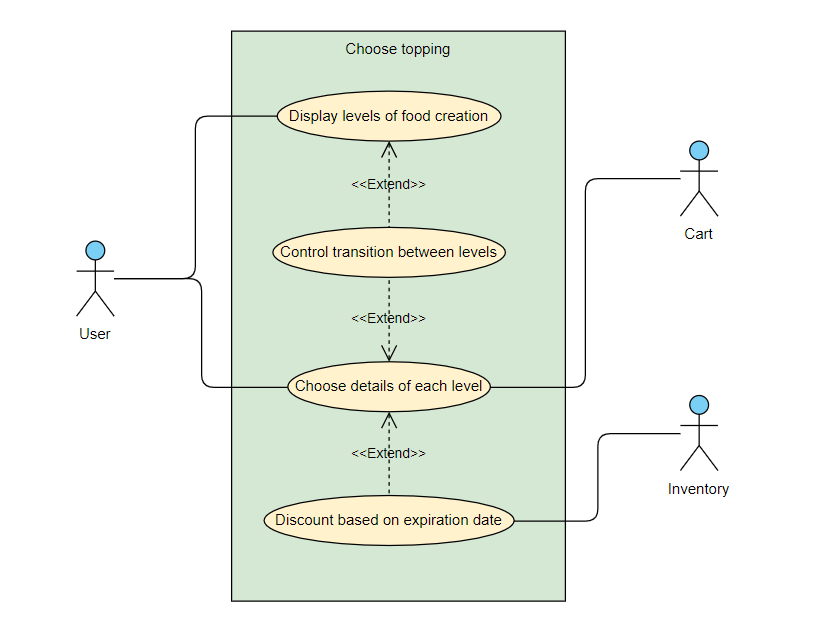 Choose topping
Display levels of food creation
<<Extend>>
Control transition between levels
<<Extend>>
Choose details of each level
<<Extend>>
Discount based on expiration date
User
Cart
Inventory